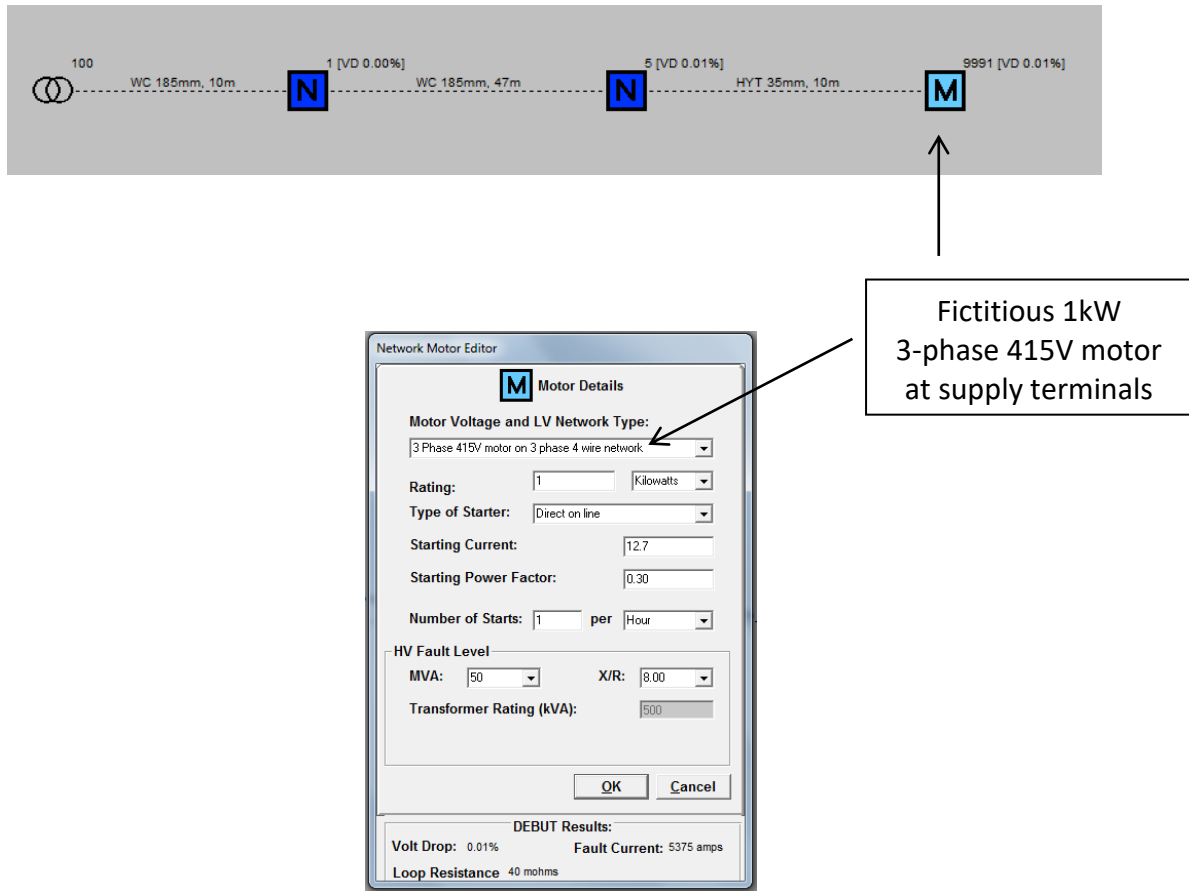 100
WC 185mm, 10m
1 [VD 0.00%]
N
WC 185mm, 47m
5 [VD 0.01%]
N
HYT 35mm, 10m
9991 [VD 0.01%]
M
Fictitious 1kW
3-phase 415V motor
at supply terminals
Network Motor Editor
M Motor Details
Motor Voltage and LV Network Type:
3 Phase 415V motor on 3 phase 4 wire network
Rating: 1 Kilowatts
Type of Starter: Direct on line
Starting Current: 12.7
Starting Power Factor: 0.30
Number of Starts: 1 per Hour
HV Fault Level
MVA: 50 X/R: 8.00
Transformer Rating (kVA): 500
OK Cancel
DEBUT Results:
Volt Drop: 0.01% Fault Current: 5375 amps
Loop Resistance 40 mohms